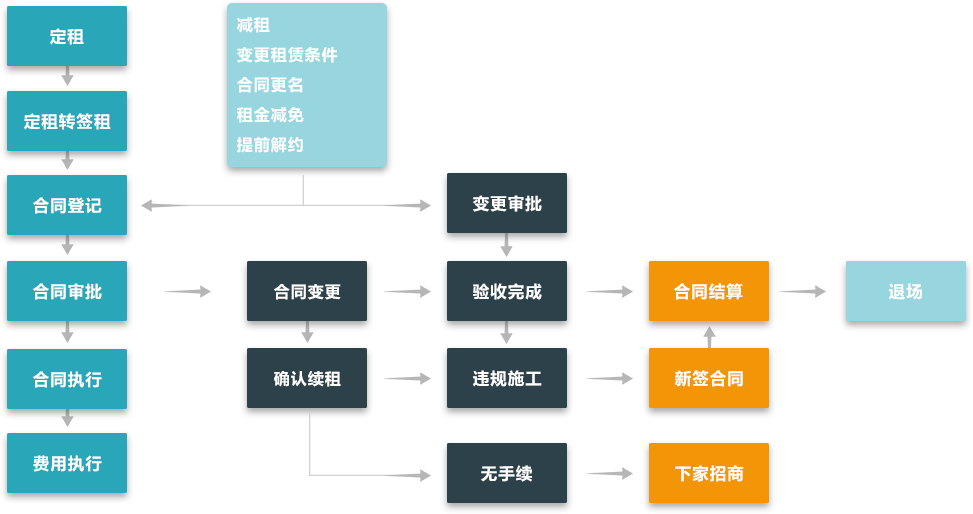 定租
定租转签租
合同登记
合同审批
合同执行
费用执行
减租
变更租赁条件
合同更名
租金减免
提前解约
合同变更
确认续租
变更审批
验收完成
违规施工
无手续
合同结算
新签合同
下家招商
退场